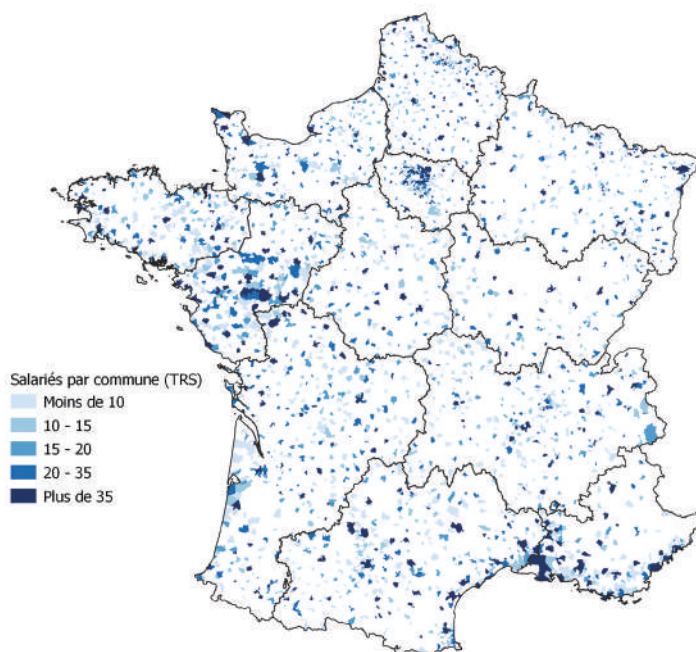 Salariés par commune (TRS)
Moins de 10
10 - 15
15 - 20
20 - 35
Plus de 35